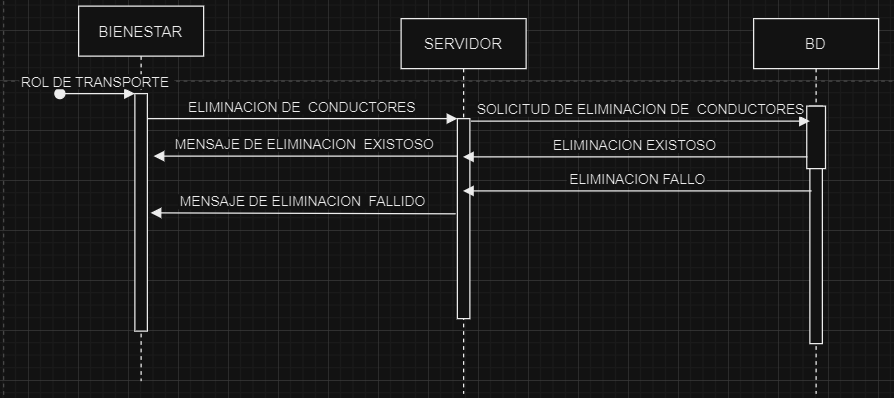 BIENESTAR
SERVIDOR
BD
ROL DE TRANSPORTE
ELIMINACION DE CONDUCTORES
SOLICITUD DE ELIMINACION DE CONDUCTORES
MENSAJE DE ELIMINACION EXISTOSO
ELIMINACION EXISTOSO
ELIMINACION FALLO
MENSAJE DE ELIMINACION FALLIDO